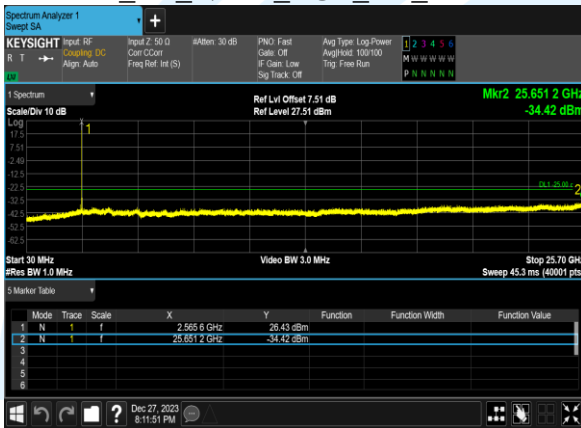 Spectrum Analyzer 1
Swept SA
KEYSIGHT
R T
LV
Input: RF
Coupling: DC
Align: Auto
Input Z: 50 Ω
Corr CCorr
Freq Ref: Int (S)
#Atten: 30 dB
PNO: Fast
Gate: Off
IF Gain: Low
Sig Track: Off
Avg Type: Log-Power
Avg|Hold: 100/100
Trig: Free Run
1 2 3 4 5 6
M W W W W W
P N N N N N
1 Spectrum
Scale/Div 10 dB
Log
Ref Lvl Offset 7.51 dB
Ref Level 27.51 dBm
Mkr2 25.651 2 GHz
-34.42 dBm
17.5
7.51
-2.49
-12.5
-22.5
-32.5
-42.5
-52.5
-62.5
1
2
Start 30 MHz
#Res BW 1.0 MHz
Video BW 3.0 MHz
Stop 25.70 GHz
Sweep 45.3 ms (40001 pts
5 Marker Table
Mode Trace Scale X Y Function Function Width Function Value
1 N 1 f 2.565 6 GHz 26.43 dBm
2 N 1 f 25.651 2 GHz -34.42 dBm
3
4
5
6
Dec 27, 2023
8:11:51 PM